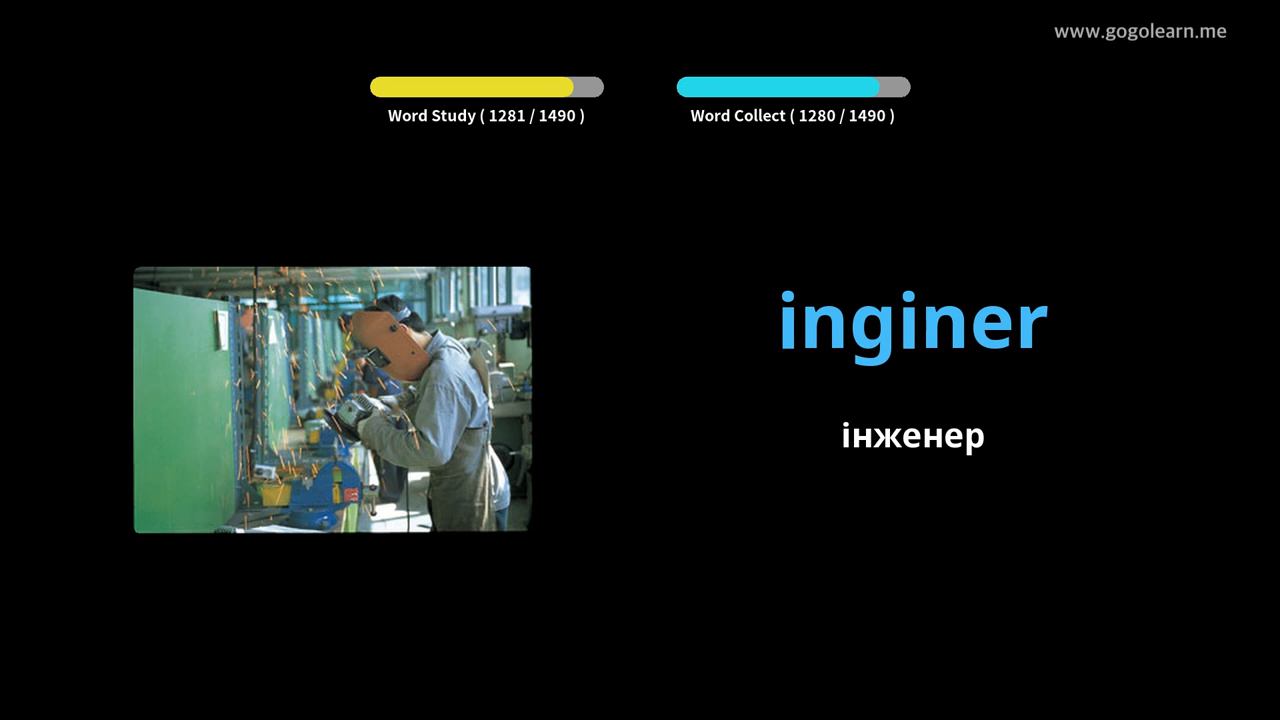 www.gogolearn.me
Word Study ( 1281 / 1490 )
Word Collect ( 1280 / 1490 )
inginer
інженер